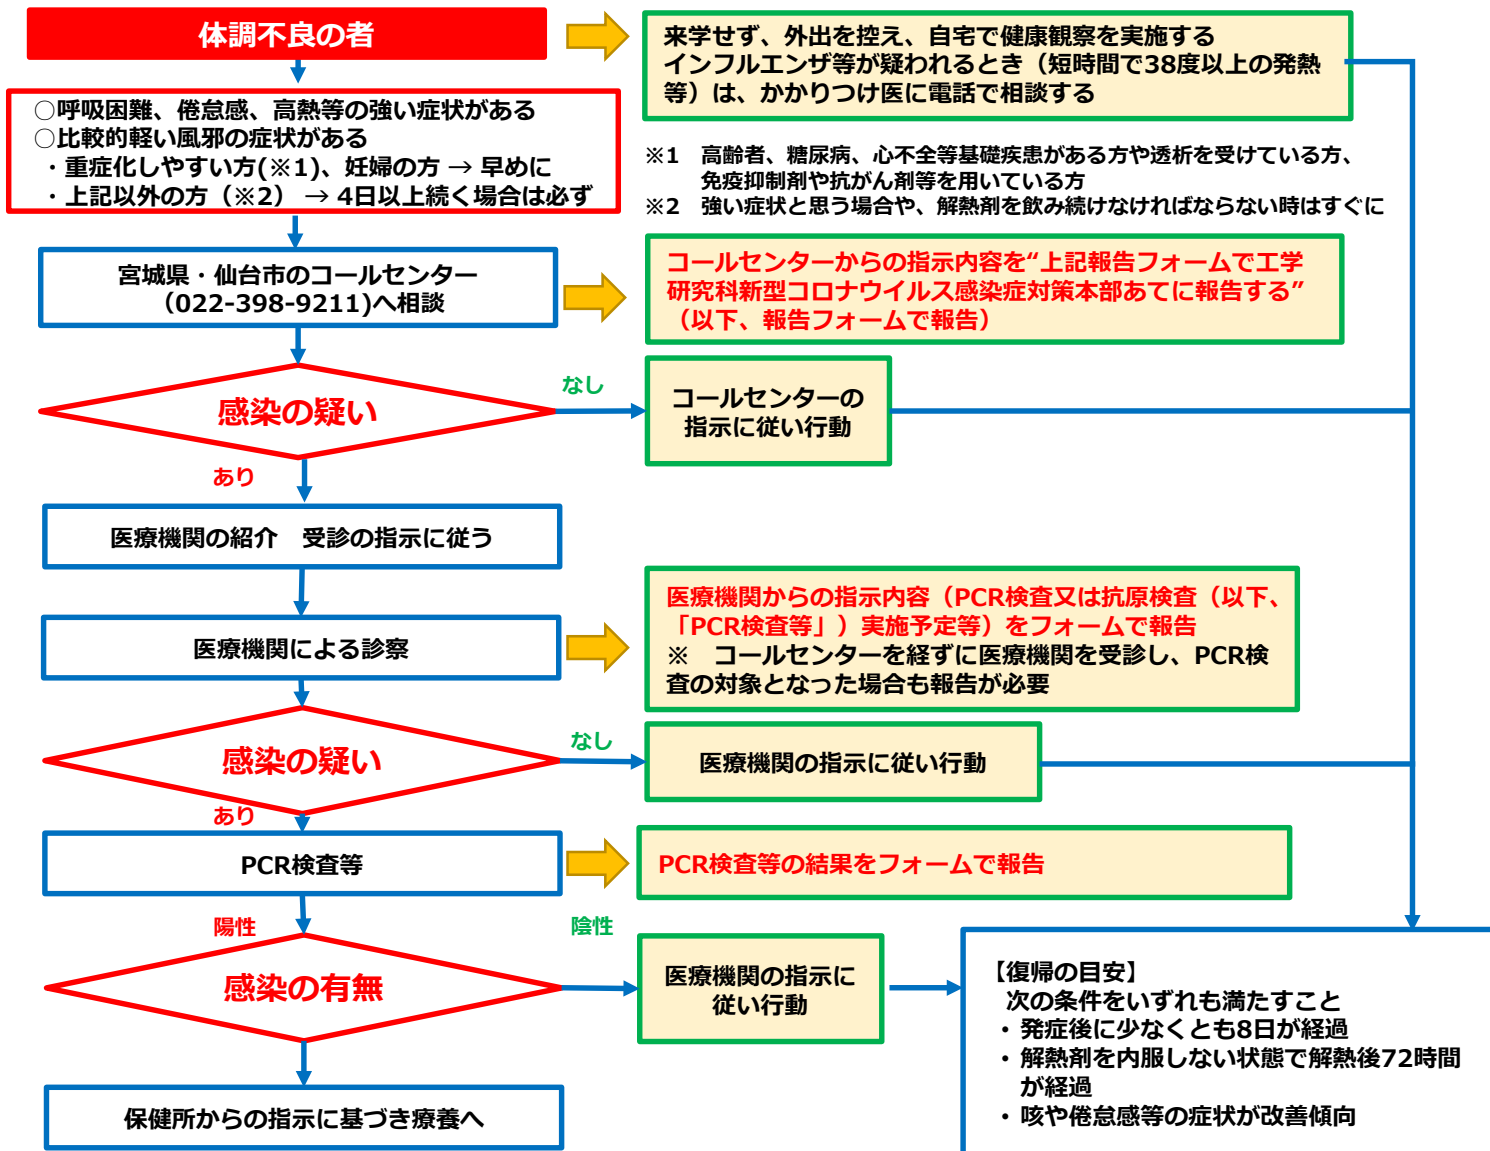 体調不良の者
来学せず、外出を控え、自宅で健康観察を実施する
インフルエンザ等が疑われるとき（短時間で38度以上の発熱
等）は、かかりつけ医に電話で相談する
○呼吸困難、倦怠感、高熱等の強い症状がある
○比較的軽い風邪の症状がある
・重症化しやすい方(※1)、妊婦の方 → 早めに
・上記以外の方（※2） → 4日以上続く場合は必ず
※1　高齢者、糖尿病、心不全等基礎疾患がある方や透析を受けている方、
免疫抑制剤や抗がん剤等を用いている方
※2　強い症状と思う場合や、解熱剤を飲み続けなければならない時はすぐに
宮城県・仙台市のコールセンター
（022-398-9211)へ相談
コールセンターからの指示内容を“上記報告フォームで工学
研究科新型コロナウイルス感染症対策本部あてに報告する”
（以下、報告フォームで報告）
感染の疑い
なし
コールセンターの
指示に従い行動
あり
医療機関の紹介　受診の指示に従う
医療機関による診察
医療機関からの指示内容（PCR検査又は抗原検査（以下、
「PCR検査等」）実施予定等）をフォームで報告
※　コールセンターを経ずに医療機関を受診し、PCR検
査の対象となった場合も報告が必要
感染の疑い
なし
医療機関の指示に従い行動
あり
PCR検査等
PCR検査等の結果をフォームで報告
陽性
陰性
感染の有無
医療機関の指示に
従い行動
【復帰の目安】
次の条件をいずれも満たすこと
・発症後に少なくとも8日が経過
・解熱剤を内服しない状態で解熱後72時間
が経過
・咳や倦怠感等の症状が改善傾向
保健所からの指示に基づき療養へ